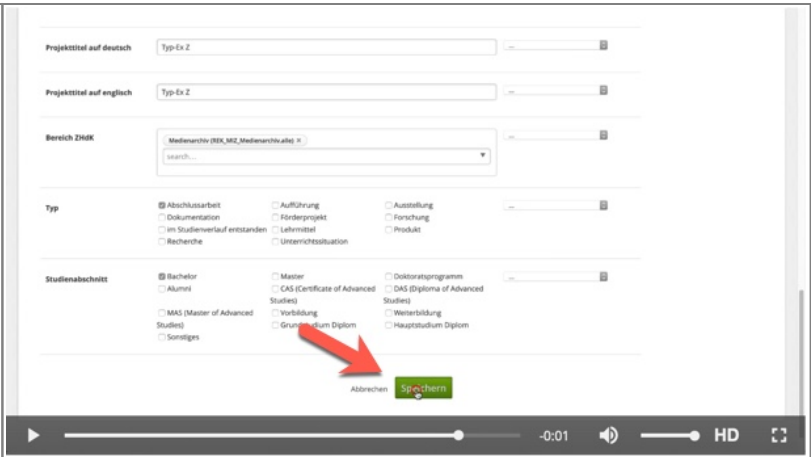 Projekttitel auf deutsch Typ-Ex Z ...
Projekttitel auf englisch Typ-Ex Z ...
Bereich ZHdK Medienarchiv (REK_MIZ_Medienarchiv.alle) × ...
search...
Typ Abschlussarbeit Aufführung Ausstellung ...
Dokumentation Förderprojekt Forschung
im Studienverlauf entstanden Lehrmittel Produkt
Recherche Unterrichtssituation
Studienabschnitt Bachelor Master Doktoratsprogramm ...
Alumni CAS (Certificate of Advanced Studies) DAS (Diploma of Advanced Studies)
MAS (Master of Advanced Studies) Vorbildung Weiterbildung
Grundstudium Diplom Hauptstudium Diplom
Sonstiges
Abbrechen Speichern
-0:01 HD